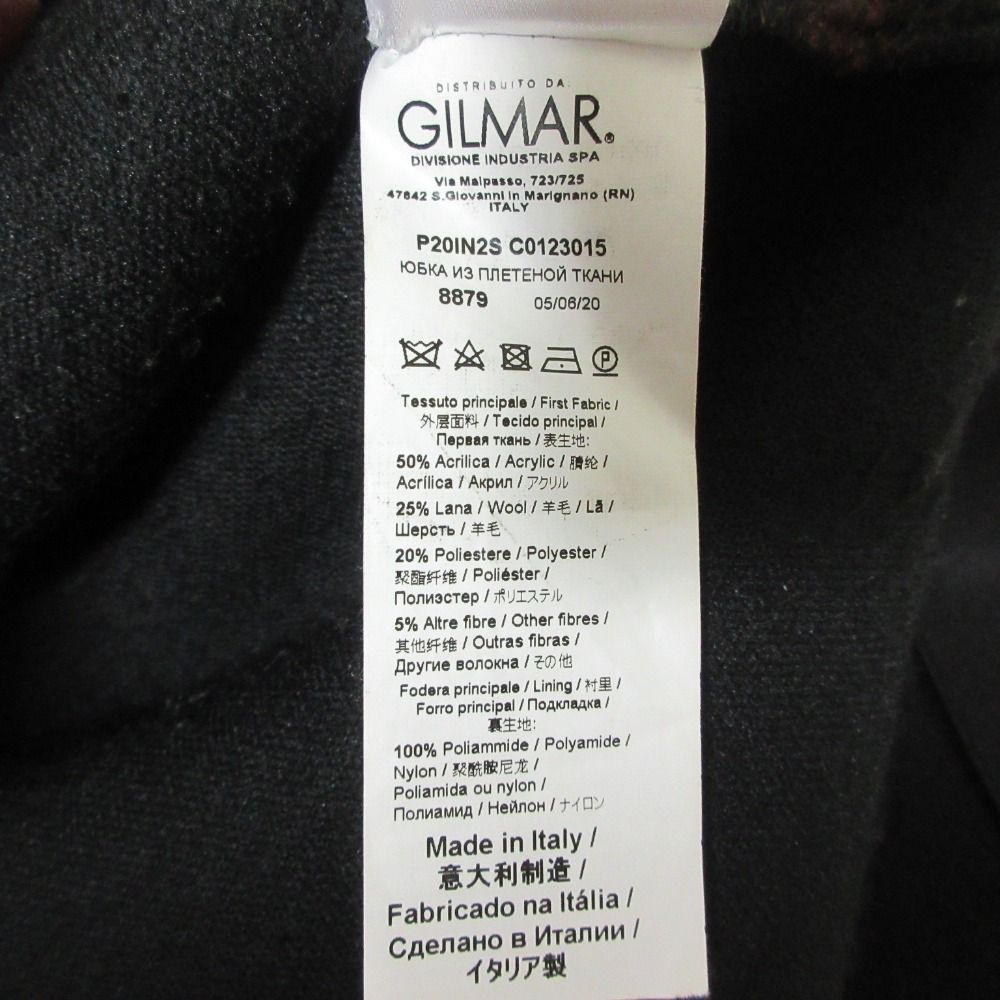 DISTRIBUITO DA:
GILMAR®
DIVISIONE INDUSTRIA SPA
Via Malpasso, 723/725
47842 S.Giovanni in Marignano (RN)
ITALY
P20IN2S C0123015
ЮБКА ИЗ ПЛЕТЕНОЙ ТКАНИ
8879 05/06/20
P
Tessuto principale / First Fabric /
外层面料 / Tecido principal /
Первая ткань / 表生地:
50% Acrilica / Acrylic / 腈纶 /
Acrílica / Акрил / アクリル
25% Lana / Wool / 羊毛 / Lã /
Шерсть / 羊毛
20% Poliestere / Polyester /
聚酯纤维 / Poliéster /
Полиэстер / ポリエステル
5% Altre fibre / Other fibres /
其他纤维 / Outras fibras /
Другие волокна / その他
Fodera principale / Lining / 衬里 /
Forro principal / Подкладка /
裏生地:
100% Poliammide / Polyamide /
Nylon / 聚酰胺尼龙 /
Poliamida ou nylon /
Полиамид / Нейлон / ナイロン
Made in Italy /
意大利制造 /
Fabricado na Itália /
Сделано в Италии /
イタリア製